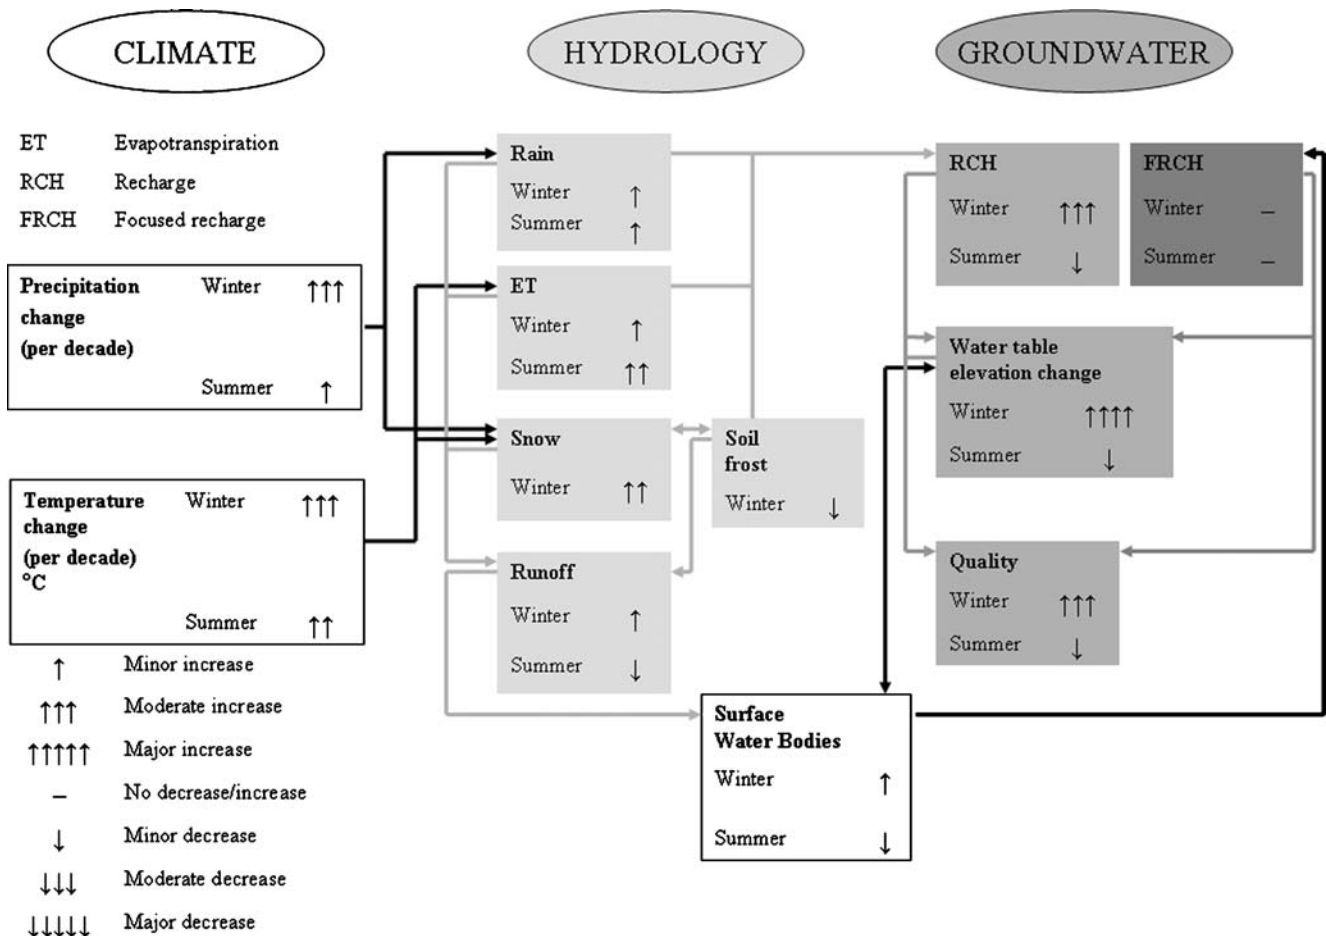 CLIMATE
HYDROLOGY
GROUNDWATER
ET Evapotranspiration
RCH Recharge
FRCH Focused recharge
Precipitation Winter ↑↑↑
change
(per decade)
Summer ↑
Temperature Winter ↑↑↑
change
(per decade)
°C
Summer ↑↑
↑ Minor increase
↑↑↑ Moderate increase
↑↑↑↑↑ Major increase
– No decrease/increase
↓ Minor decrease
↓↓↓ Moderate decrease
↓↓↓↓↓ Major decrease
Rain
Winter ↑
Summer ↑
ET
Winter ↑
Summer ↑↑
Snow
Winter ↑↑
Soil
frost
Winter ↓
Runoff
Winter ↑
Summer ↓
Surface
Water Bodies
Winter ↑
Summer ↓
RCH
Winter ↑↑↑
Summer ↓
FRCH
Winter –
Summer –
Water table
elevation change
Winter ↑↑↑↑
Summer ↓
Quality
Winter ↑↑↑
Summer ↓